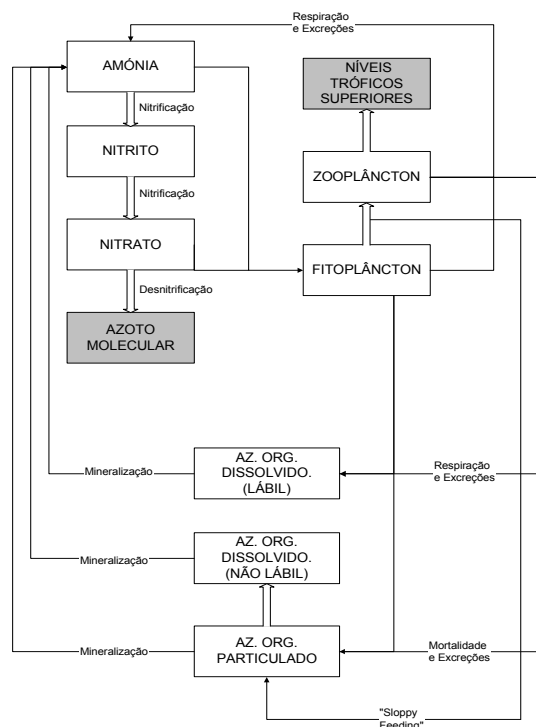 Respiração
e Excreções
AMÓNIA
NÍVEIS
TRÓFICOS
SUPERIORES
Nitrificação
NITRITO
ZOOPLÂNCTON
Nitrificação
NITRATO
FITOPLÂNCTON
Desnitrificação
AZOTO
MOLECULAR
AZ. ORG.
DISSOLVIDO.
(LÁBIL)
Mineralização
Respiração
e Excreções
AZ. ORG.
DISSOLVIDO.
(NÃO LÁBIL)
Mineralização
AZ. ORG.
PARTICULADO
Mineralização
Mortalidade
e Excreções
"Sloppy
Feeding"